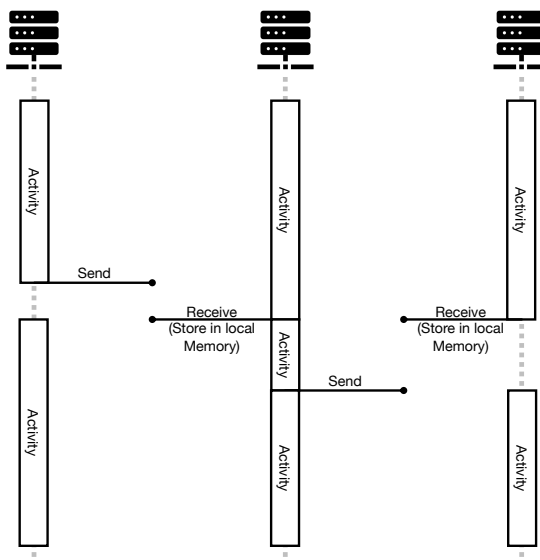 Activity
Activity
Activity
Send
Receive
(Store in local
Memory)
Receive
(Store in local
Memory)
Activity
Send
Activity
Activity
Activity